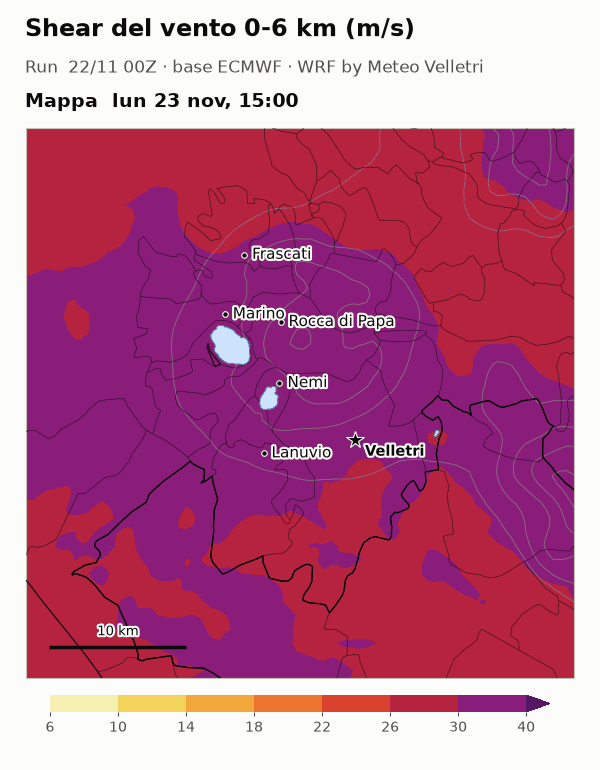 Shear del vento 0-6 km (m/s)
Run  22/11 00Z · base ECMWF · WRF by Meteo Velletri
Mappa  lun 23 nov, 15:00
Frascati
Marino
Rocca di Papa
Nemi
Velletri
Lanuvio
10 km
6 10 14 18 22 26 30 40